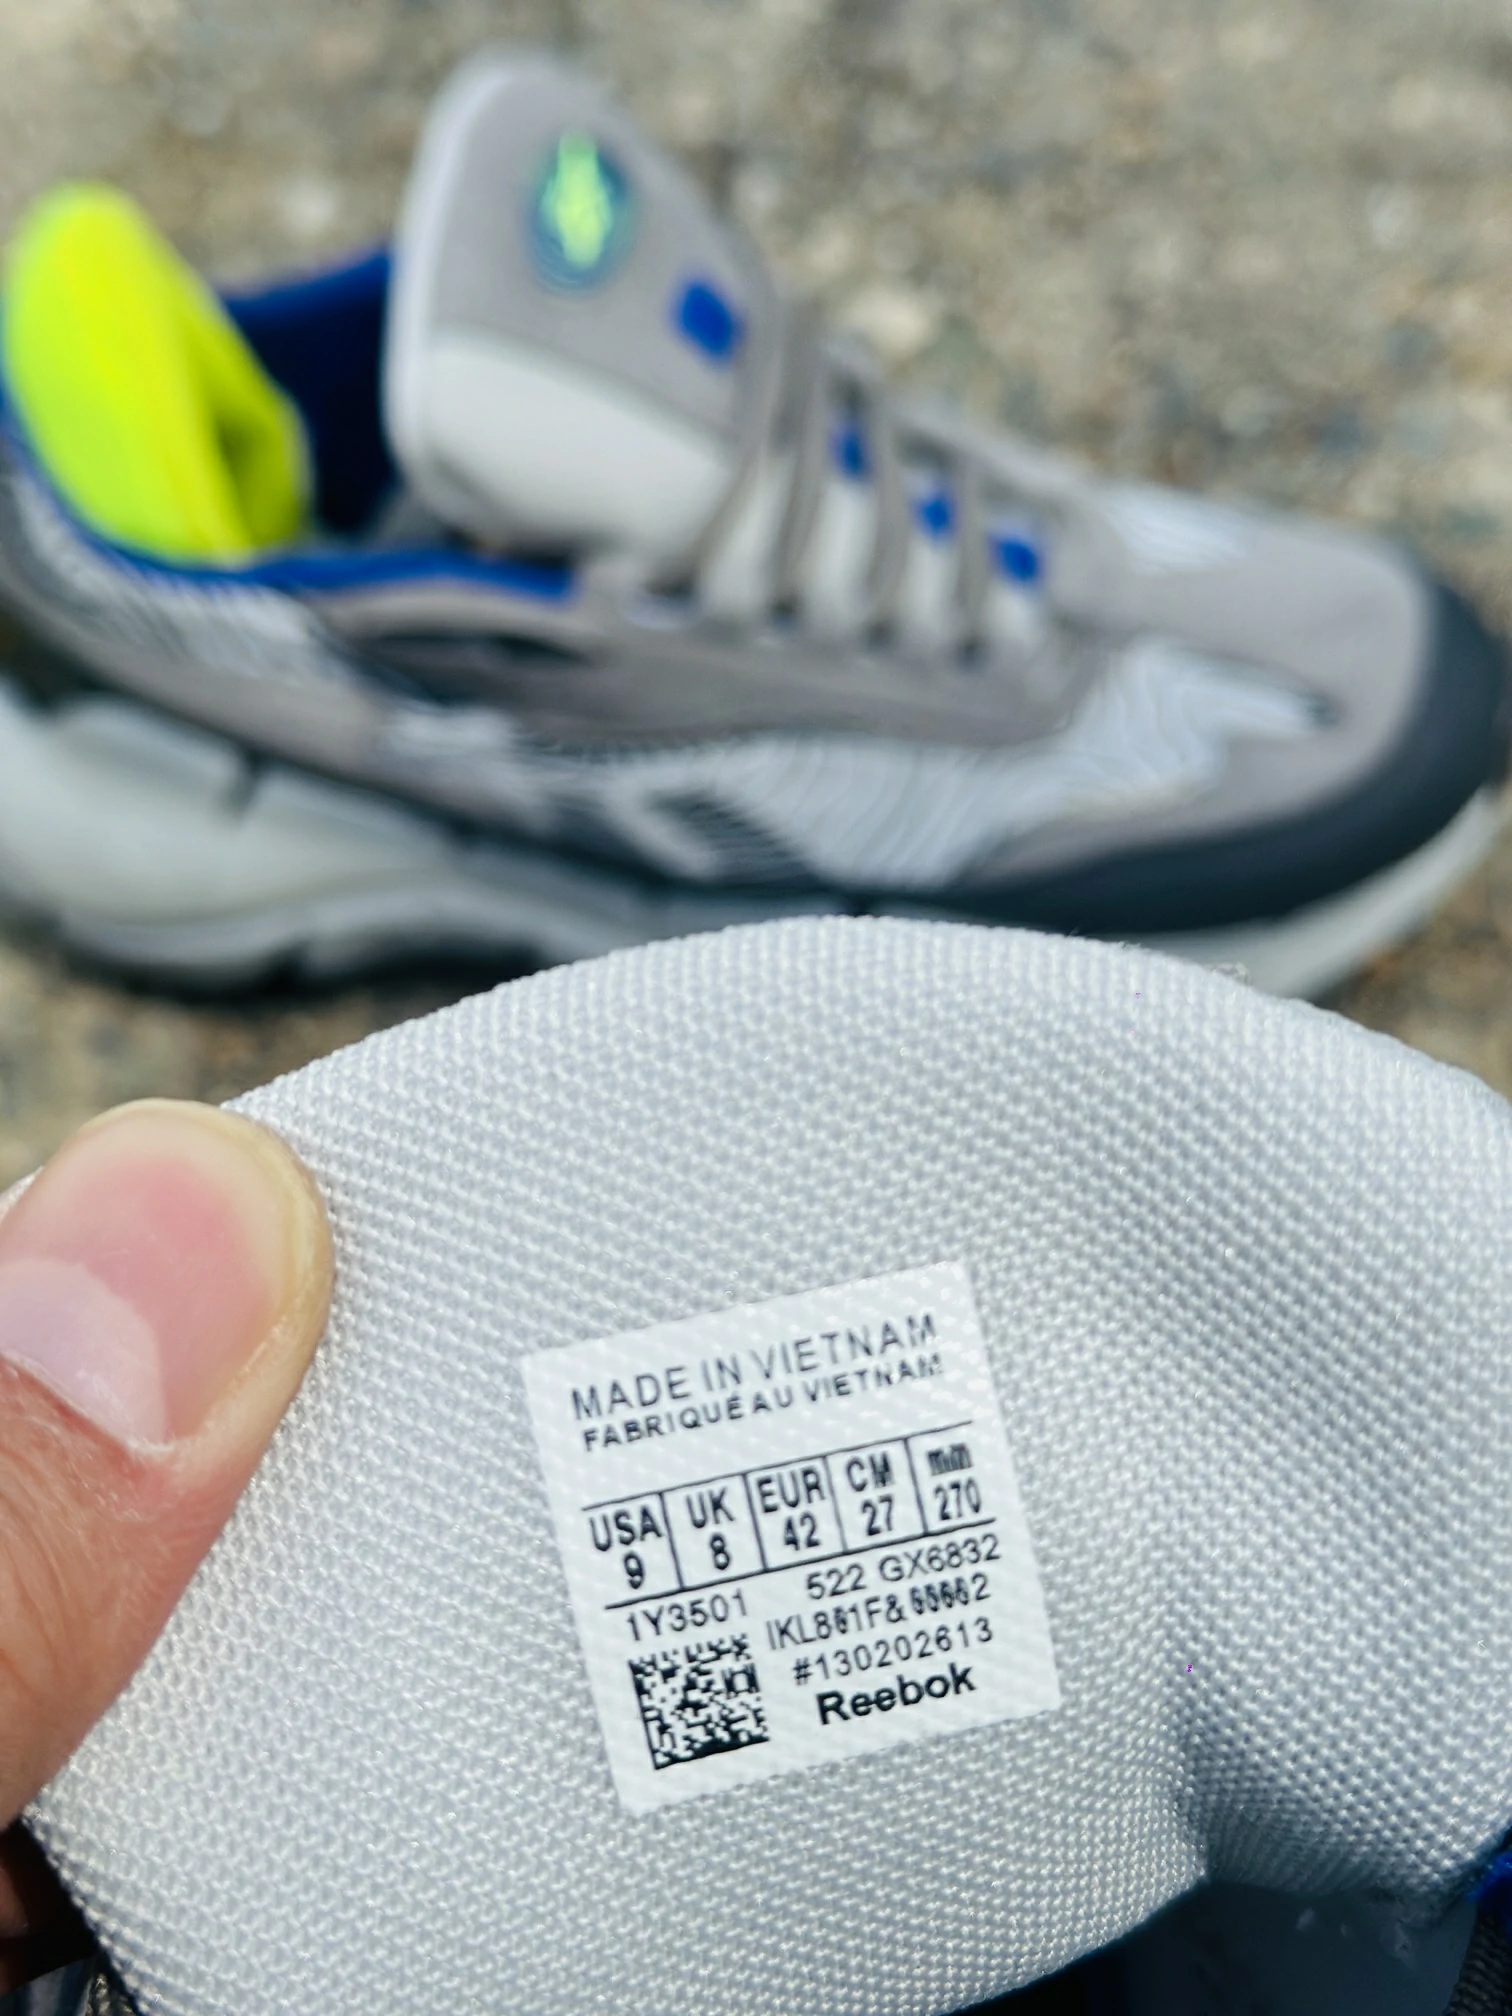 MADE IN VIETNAM
FABRIQUÉ AU VIETNAM
USA UK EUR CM mm
9 8 42 27 270
1Y3501 522 GX6832
#130202613
Reebok